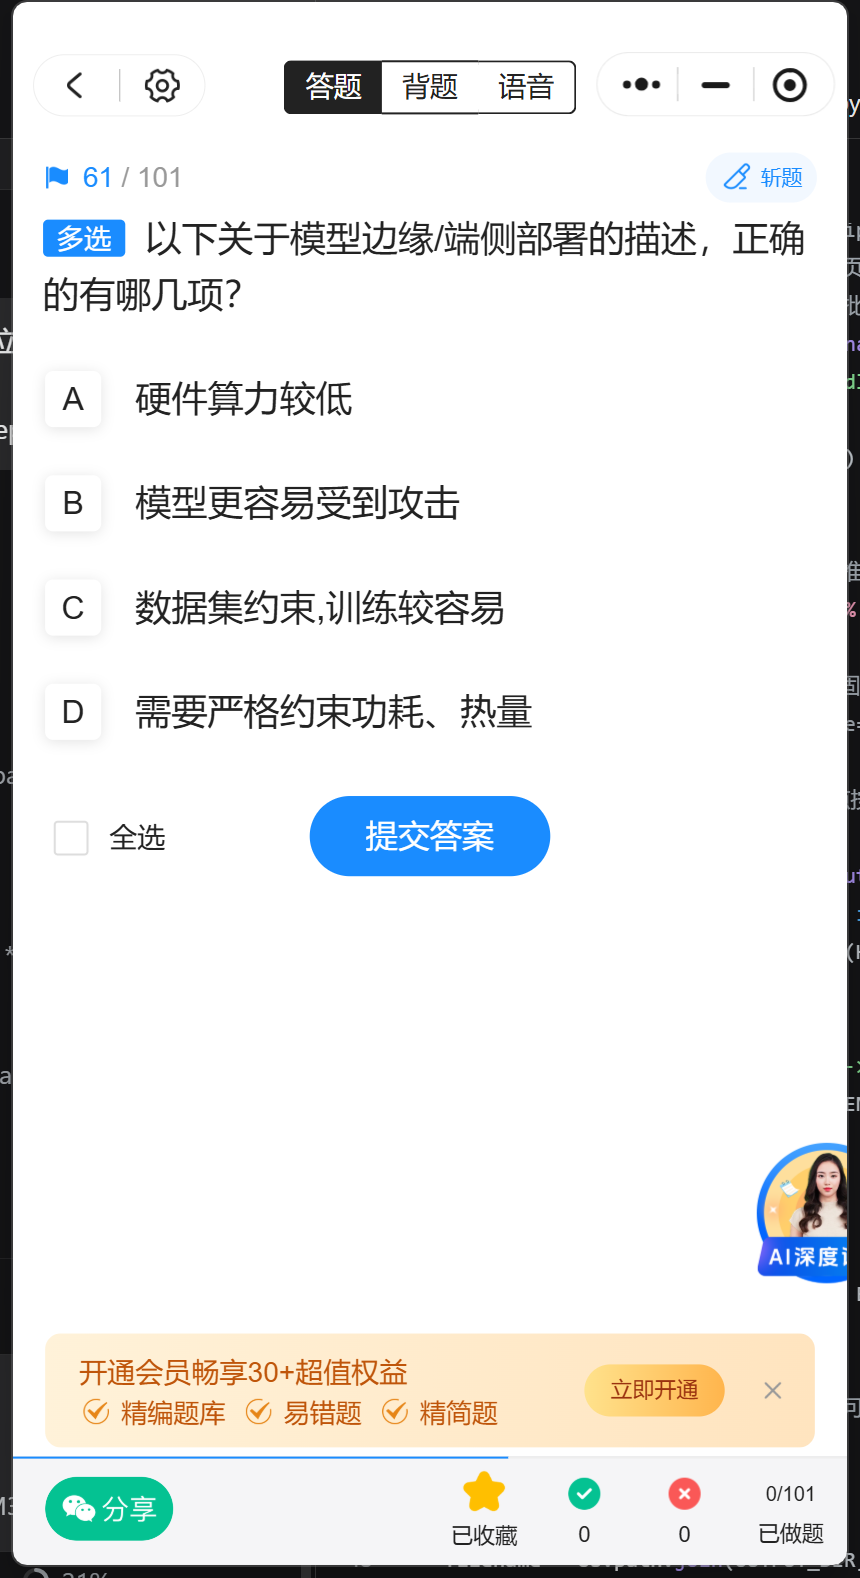 答题 背题 语音
61 / 101
斩题
多选 以下关于模型边缘/端侧部署的描述，正确
的有哪几项？
A 硬件算力较低
B 模型更容易受到攻击
C 数据集约束,训练较容易
D 需要严格约束功耗、热量
全选 提交答案
AI深度
开通会员畅享30+超值权益
精编题库 易错题 精简题
立即开通
分享
已收藏
0
0
0/101
已做题